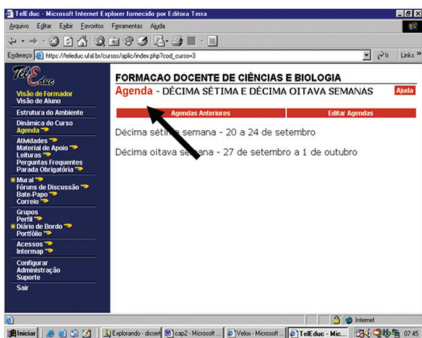 TelEduc - Microsoft Internet Explorer fornecido por Editora Terra
Arquivo Editar Exibir Favoritos Ferramentas Ajuda
Endereço https://teleduc.ufal.br/cursos/aplic/index.php?cod_curso=3 Ir Links »
TelEduc
FORMACAO DOCENTE DE CIÊNCIAS E BIOLOGIA
Agenda - DÉCIMA SÉTIMA E DÉCIMA OITAVA SEMANAS Ajuda
Visão de Formador
Visão de Aluno
Estrutura do Ambiente
Dinâmica do Curso
Agenda
Atividades
Material de Apoio
Leituras
Perguntas Frequentes
Parada Obrigatória
Mural
Fóruns de Discussão
Bate-Papo
Correio
Grupos
Perfil
Diário de Bordo
Portfólio
Acessos
Intermap
Configurar
Administração
Suporte
Sair
Agendas Anteriores Editar Agendas
Décima sétima semana - 20 a 24 de setembro
Décima oitava semana - 27 de setembro a 1 de outubro
Internet
Iniciar Explorando - dissert cap2 - Microsoft ... Velox - Microsoft ... TelEduc - Mic... 07:45